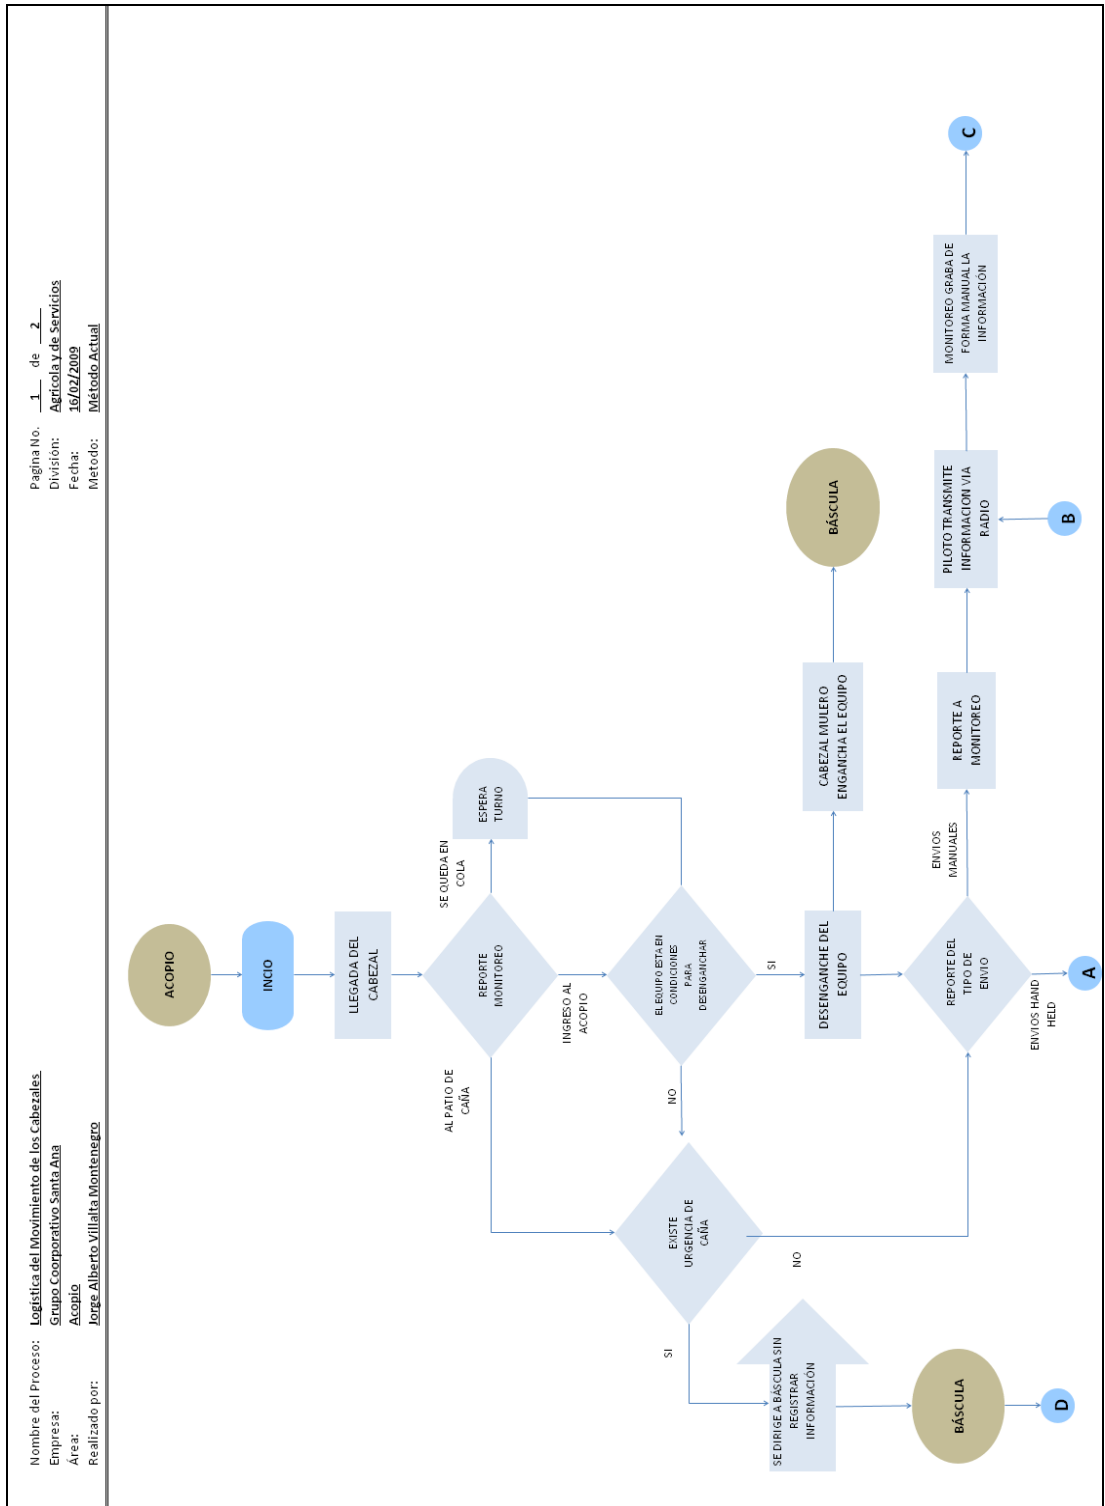 Nombre del Proceso: Logistica del Movimiento de los Cabezales
Empresa: Grupo Coorporativo Santa Ana
Área: Acopio
Realizado por: Jorge Alberto Villalta Montenegro
Pagina No. 1 de 2
División: Agricola y de Servicios
Fecha: 16/02/2009
Metodo: Método Actual
ACOPIO
INCIO
LLEGADA DEL
CABEZAL
REPORTE
MONITOREO
SE QUEDA EN
COLA
ESPERA
TURNO
AL PATIO DE
CAÑA
INGRESO AL
ACOPIO
EL EQUIPO ESTA EN
CONDICIONES
PARA
DESENGANCHAR
NO
SI
EXISTE
URGENCIA DE
CAÑA
SI
NO
SE DIRIGE A BÁSCULA SIN
REGISTRAR
INFORMACIÓN
BÁSCULA
D
DESENGANCHE DEL
EQUIPO
CABEZAL MULERO
ENGANCHA EL EQUIPO
BÁSCULA
REPORTE DEL
TIPO DE
ENVIO
ENVIOS HAND
HELD
A
ENVIOS
MANUALES
REPORTE A
MONITOREO
PILOTO TRANSMITE
INFORMACION VIA
RADIO
B
MONITOREO GRABA DE
FORMA MANUAL LA
INFORMACIÓN
C